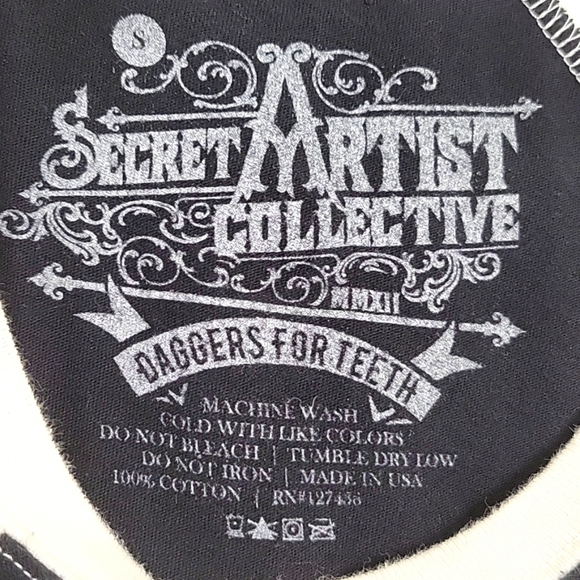 S
SECRET ARTIST
COLLECTIVE
MMXII
DAGGERS FOR TEETH
MACHINE WASH
COLD WITH LIKE COLORS
DO NOT BLEACH | TUMBLE DRY LOW
DO NOT IRON | MADE IN USA
100% COTTON | RN#127436